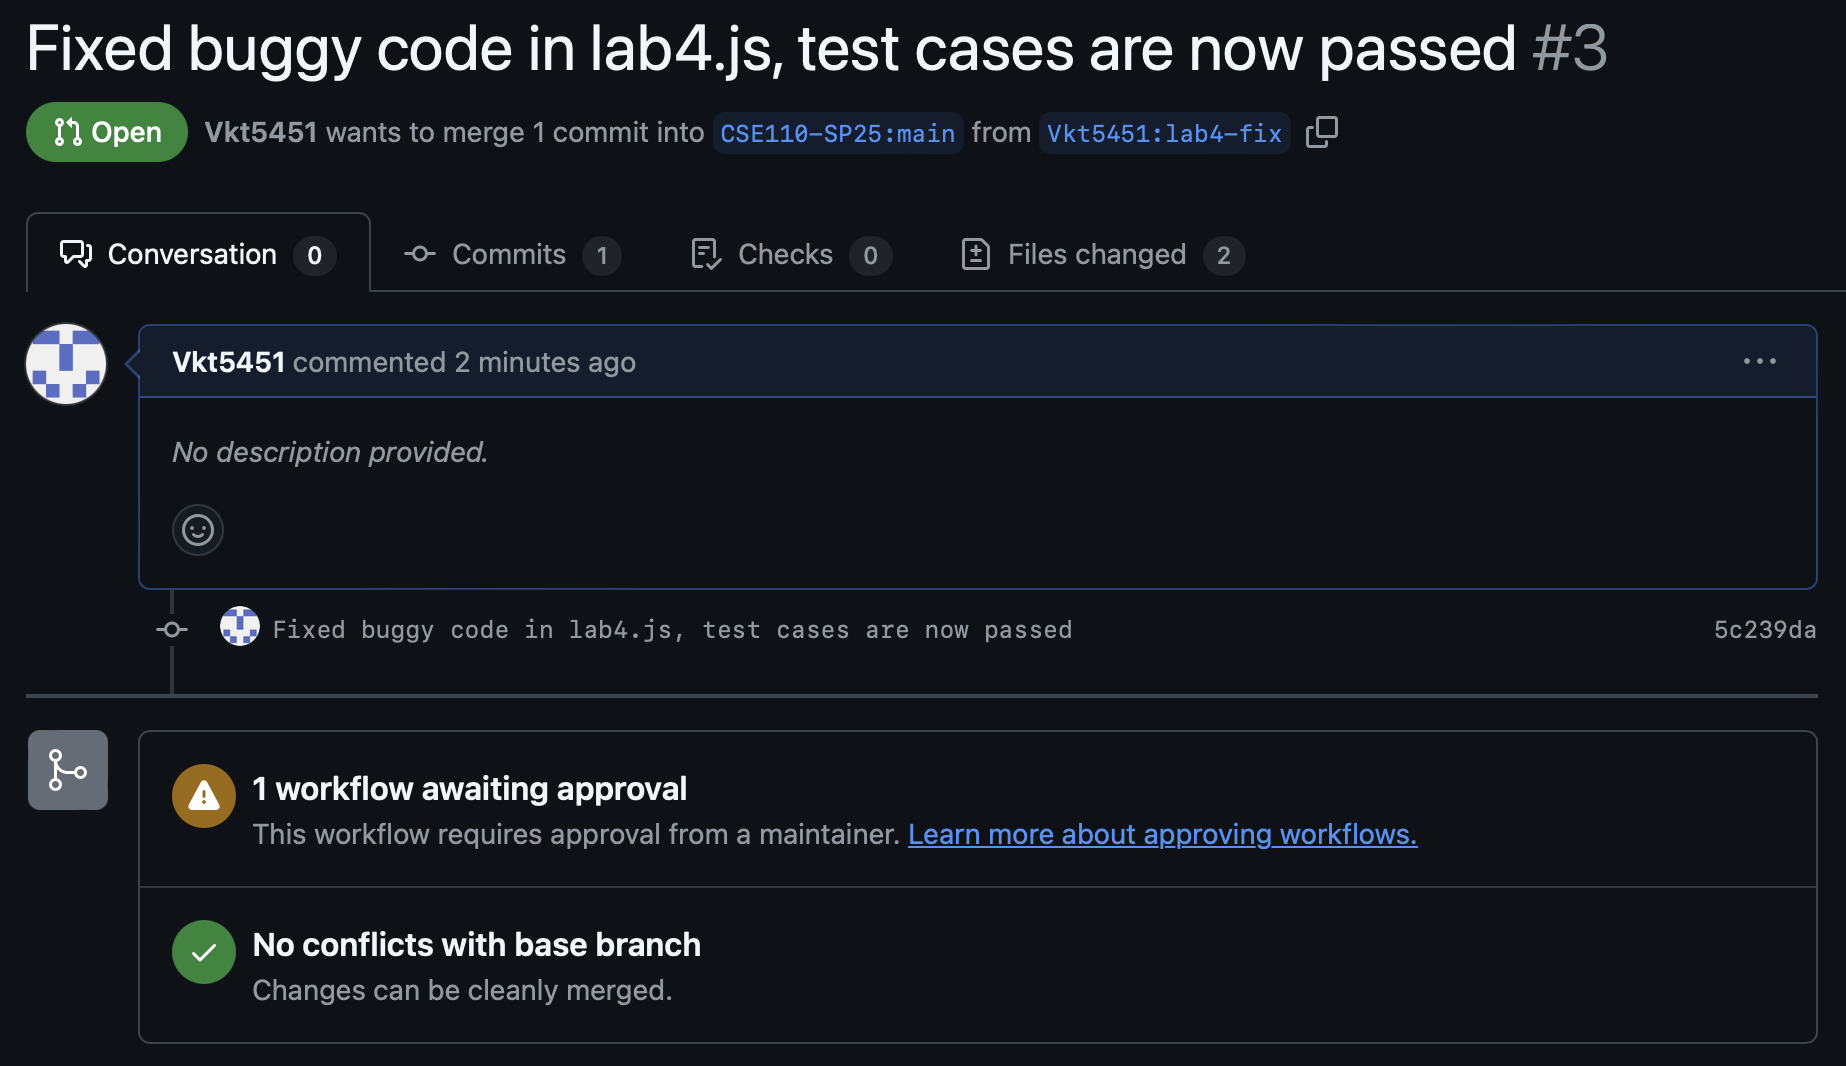 Fixed buggy code in lab4.js, test cases are now passed #3
Open Vkt5451 wants to merge 1 commit into CSE110-SP25:main from Vkt5451:lab4-fix
Conversation 0 Commits 1 Checks 0 Files changed 2
Vkt5451 commented 2 minutes ago
No description provided.
Fixed buggy code in lab4.js, test cases are now passed 5c239da
1 workflow awaiting approval
This workflow requires approval from a maintainer. Learn more about approving workflows.
No conflicts with base branch
Changes can be cleanly merged.